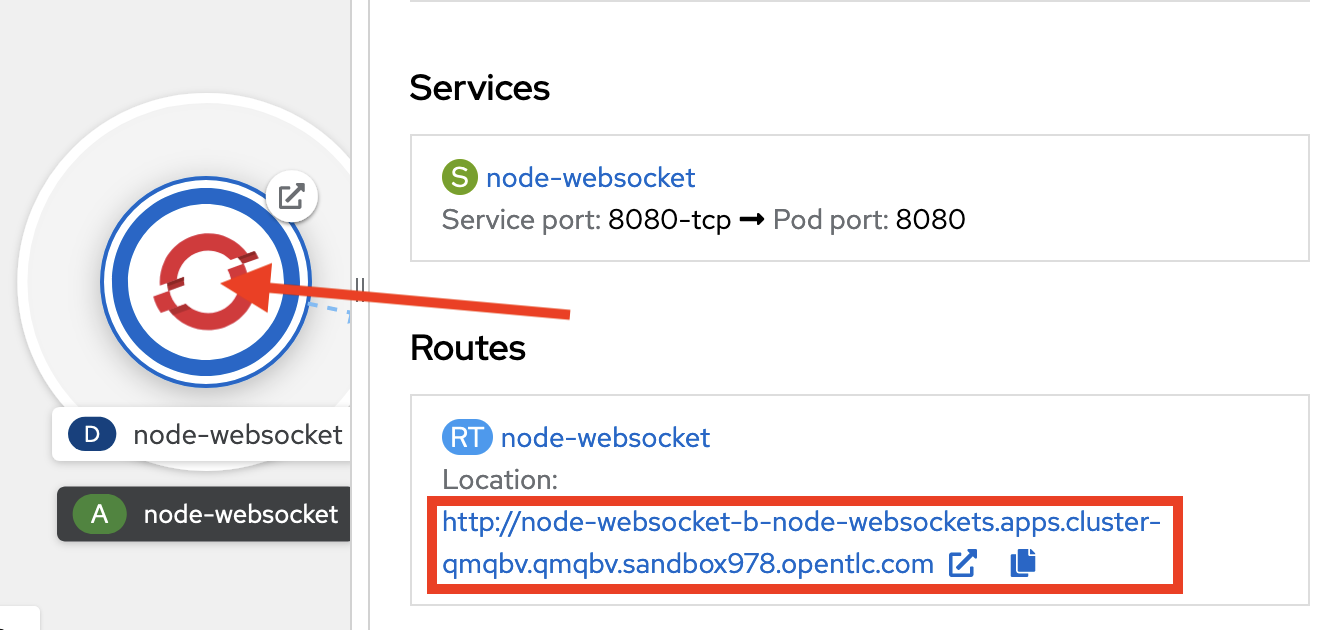 Services
S node-websocket
Service port: 8080-tcp ➞ Pod port: 8080
Routes
RT node-websocket
Location:
http://node-websocket-b-node-websockets.apps.cluster-
qmqbv.qmqbv.sandbox978.opentlc.com
D node-websocket
A node-websocket